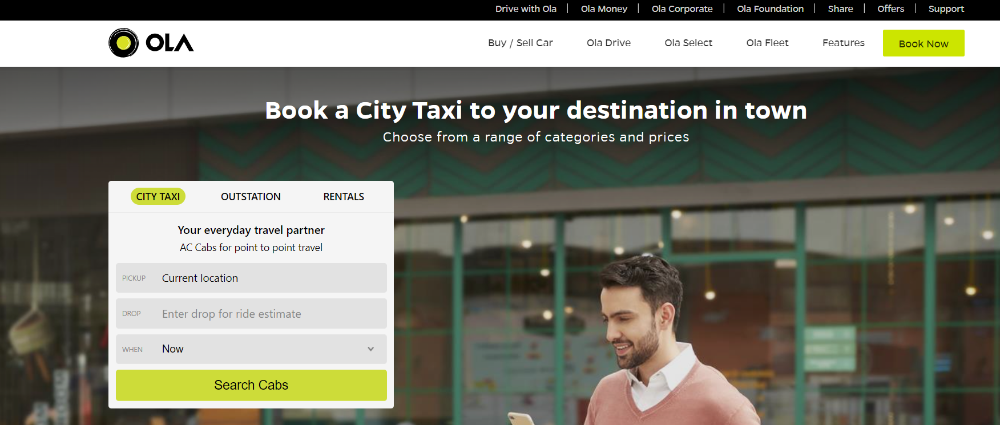 Drive with Ola | Ola Money | Ola Corporate | Ola Foundation | Share | Offers | Support
OLA Buy / Sell Car Ola Drive Ola Select Ola Fleet Features Book Now
Book a City Taxi to your destination in town
Choose from a range of categories and prices
CITY TAXI OUTSTATION RENTALS
Your everyday travel partner
AC Cabs for point to point travel
PICKUP Current location
DROP Enter drop for ride estimate
WHEN Now
Search Cabs